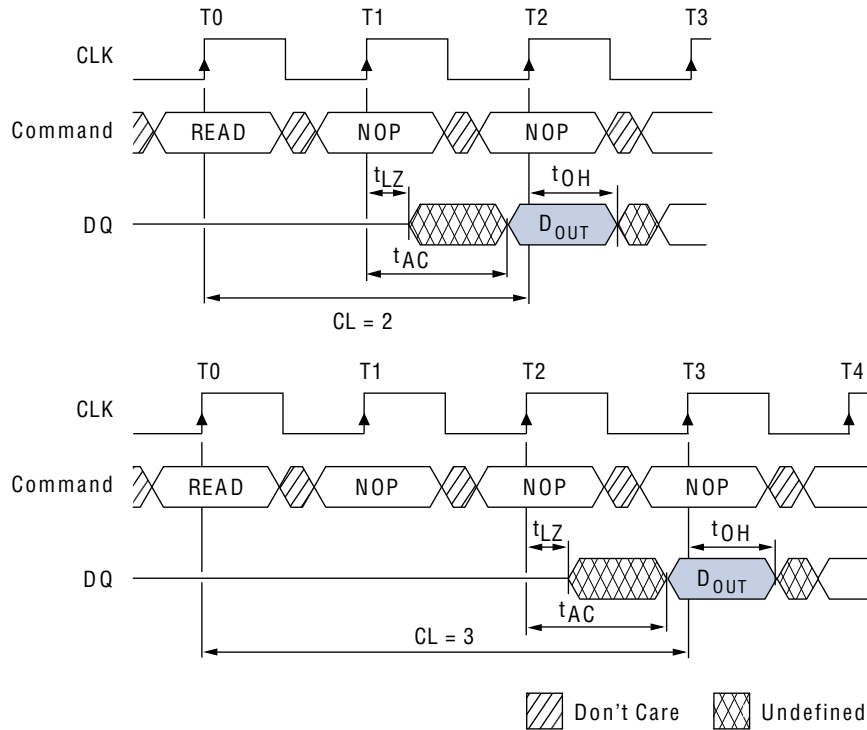 T0 T1 T2 T3
CLK
Command READ NOP NOP
tLZ tOH
DQ DOUT
tAC
CL = 2
T0 T1 T2 T3 T4
CLK
Command READ NOP NOP NOP
tLZ tOH
DQ DOUT
tAC
CL = 3
Don't Care Undefined